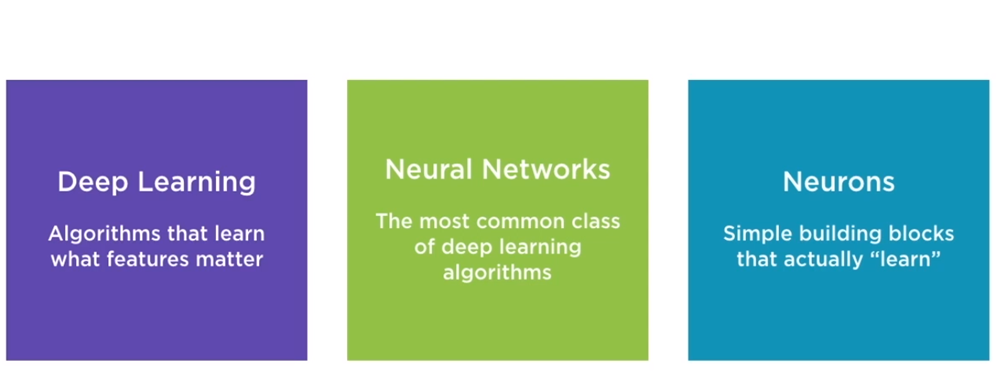 Deep Learning
Algorithms that learn
what features matter
Neural Networks
The most common class
of deep learning
algorithms
Neurons
Simple building blocks
that actually “learn”